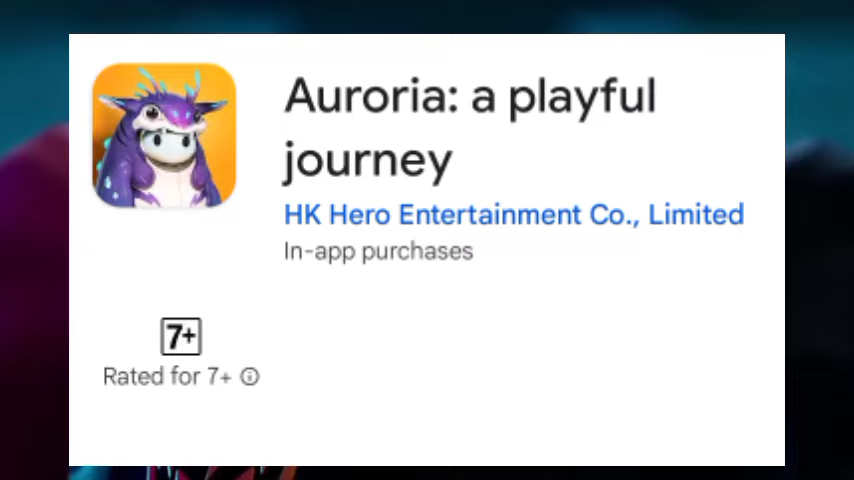 Auroria: a playful
journey
HK Hero Entertainment Co., Limited
In-app purchases
7+
Rated for 7+